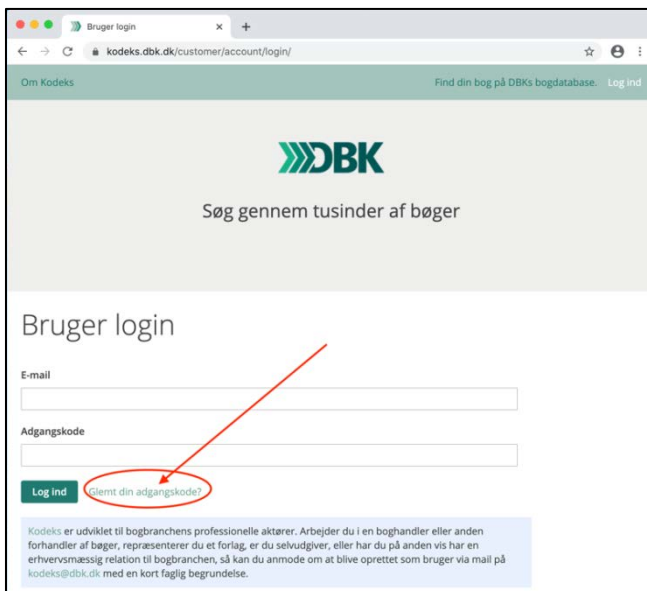 Bruger login
kodeks.dbk.dk/customer/account/login/
Om Kodeks
Find din bog på DBKs bogdatabase. Log ind
DBK
Søg gennem tusinder af bøger
Bruger login
E-mail
Adgangskode
Log ind Glemt din adgangskode?
Kodeks er udviklet til bogbranchens professionelle aktører. Arbejder du i en boghandler eller anden
forhandler af bøger, repræsenterer du et forlag, er du selvudgiver, eller har du på anden vis har en
erhvervsmæssig relation til bogbranchen, så kan du anmode om at blive oprettet som bruger via mail på
kodeks@dbk.dk med en kort faglig begrundelse.